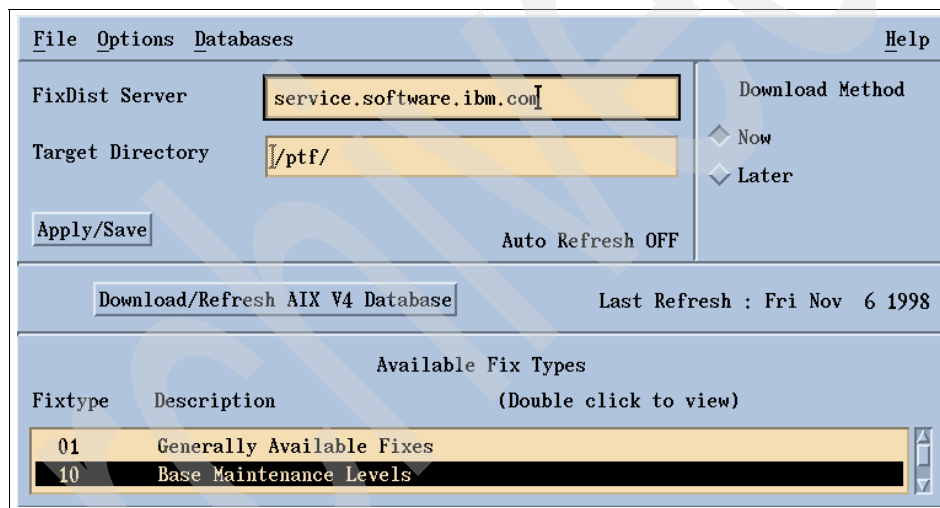 File Options Databases Help
FixDist Server service.software.ibm.com
Download Method
Target Directory /ptf/
Now
Later
Apply/Save
Auto Refresh OFF
Download/Refresh AIX V4 Database Last Refresh : Fri Nov 6 1998
Available Fix Types
Fixtype Description (Double click to view)
01 Generally Available Fixes
10 Base Maintenance Levels